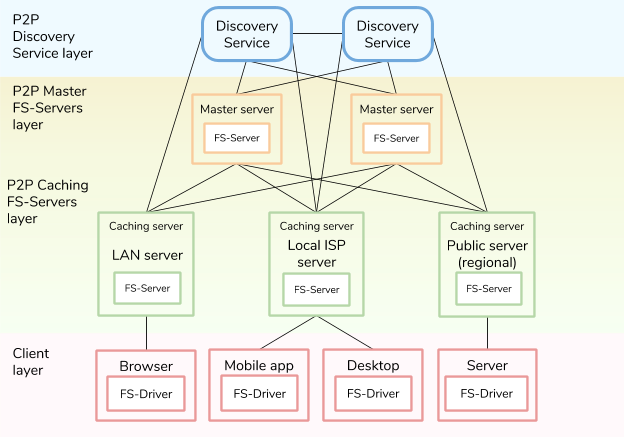 P2P
Discovery
Service layer
Discovery
Service
Discovery
Service
P2P Master
FS-Servers
layer
Master server
FS-Server
Master server
FS-Server
P2P Caching
FS-Servers
layer
Caching server
LAN server
FS-Server
Caching server
Local ISP
server
FS-Server
Caching server
Public server
(regional)
FS-Server
Client
layer
Browser
FS-Driver
Mobile app
FS-Driver
Desktop
FS-Driver
Server
FS-Driver